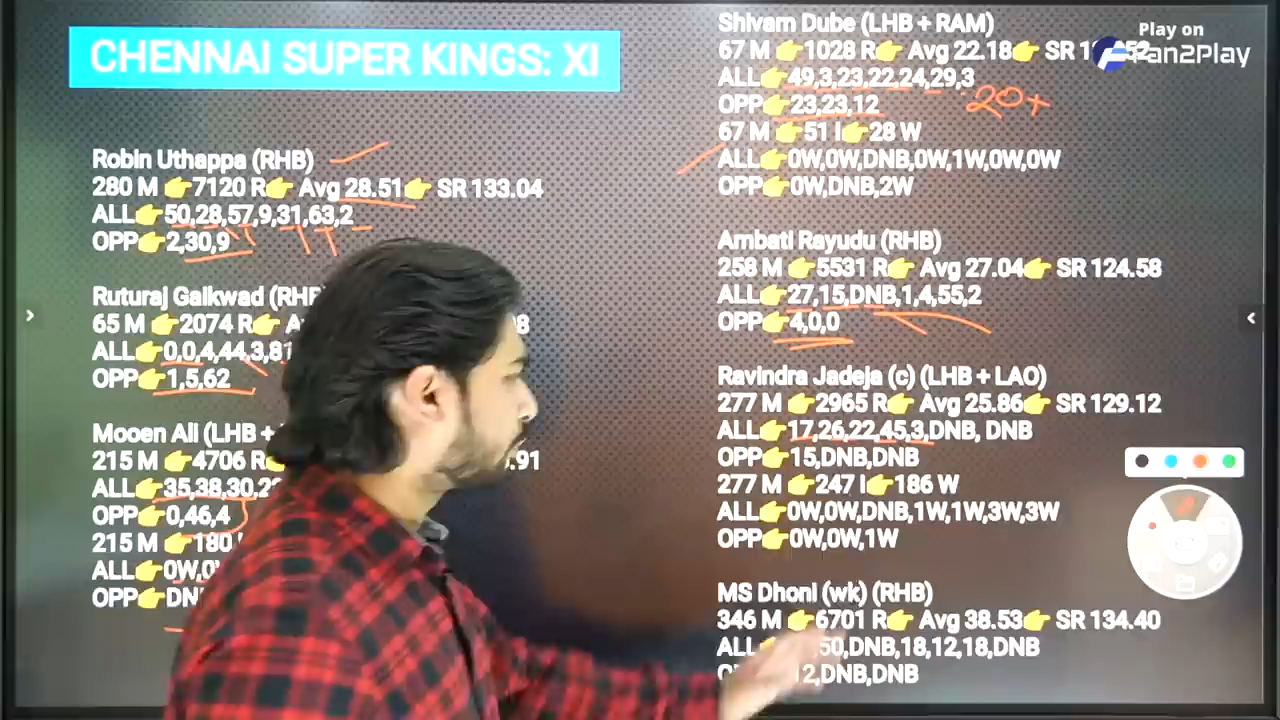 CHENNAI SUPER KINGS: XI
Robin Uthappa (RHB)
280 M 👉7120 R👉 Avg 28.51👉 SR 133.04
ALL👉50,28,57,9,31,63,2
OPP👉2,30,9
Ruturaj Gaikwad (RHB
65 M 👉2074 R👉
ALL👉0,0,4,44,3,81
OPP👉1,5,62
Mooen Ali (LHB +
215 M 👉4706 R
.91
ALL👉35,38,30,2
OPP👉0,46,4
215 M 👉180
ALL👉0W,0
OPP👉DN
Shivam Dube (LHB + RAM)
67 M 👉1028 R👉 Avg 22.18👉 SR
ALL👉49,3,23,22,24,29,3
OPP👉23,23,12
20+
67 M 👉51 I👉28 W
ALL👉0W,0W,DNB,0W,1W,0W,0W
OPP👉0W,DNB,2W
Ambati Rayudu (RHB)
258 M 👉5531 R👉 Avg 27.04👉 SR 124.58
ALL👉27,15,DNB,1,4,55,2
OPP👉4,0,0
Ravindra Jadeja (c) (LHB + LAO)
277 M 👉2965 R👉 Avg 25.86👉 SR 129.12
ALL👉17,26,22,45,3,DNB, DNB
OPP👉15,DNB,DNB
277 M 👉247 I👉186 W
ALL👉0W,0W,DNB,1W,1W,3W,3W
OPP👉0W,0W,1W
MS Dhoni (wk) (RHB)
346 M 👉6701 R👉 Avg 38.53👉 SR 134.40
ALL 50,DNB,18,12,18,DNB
12,DNB,DNB
Play on
Fan2Play